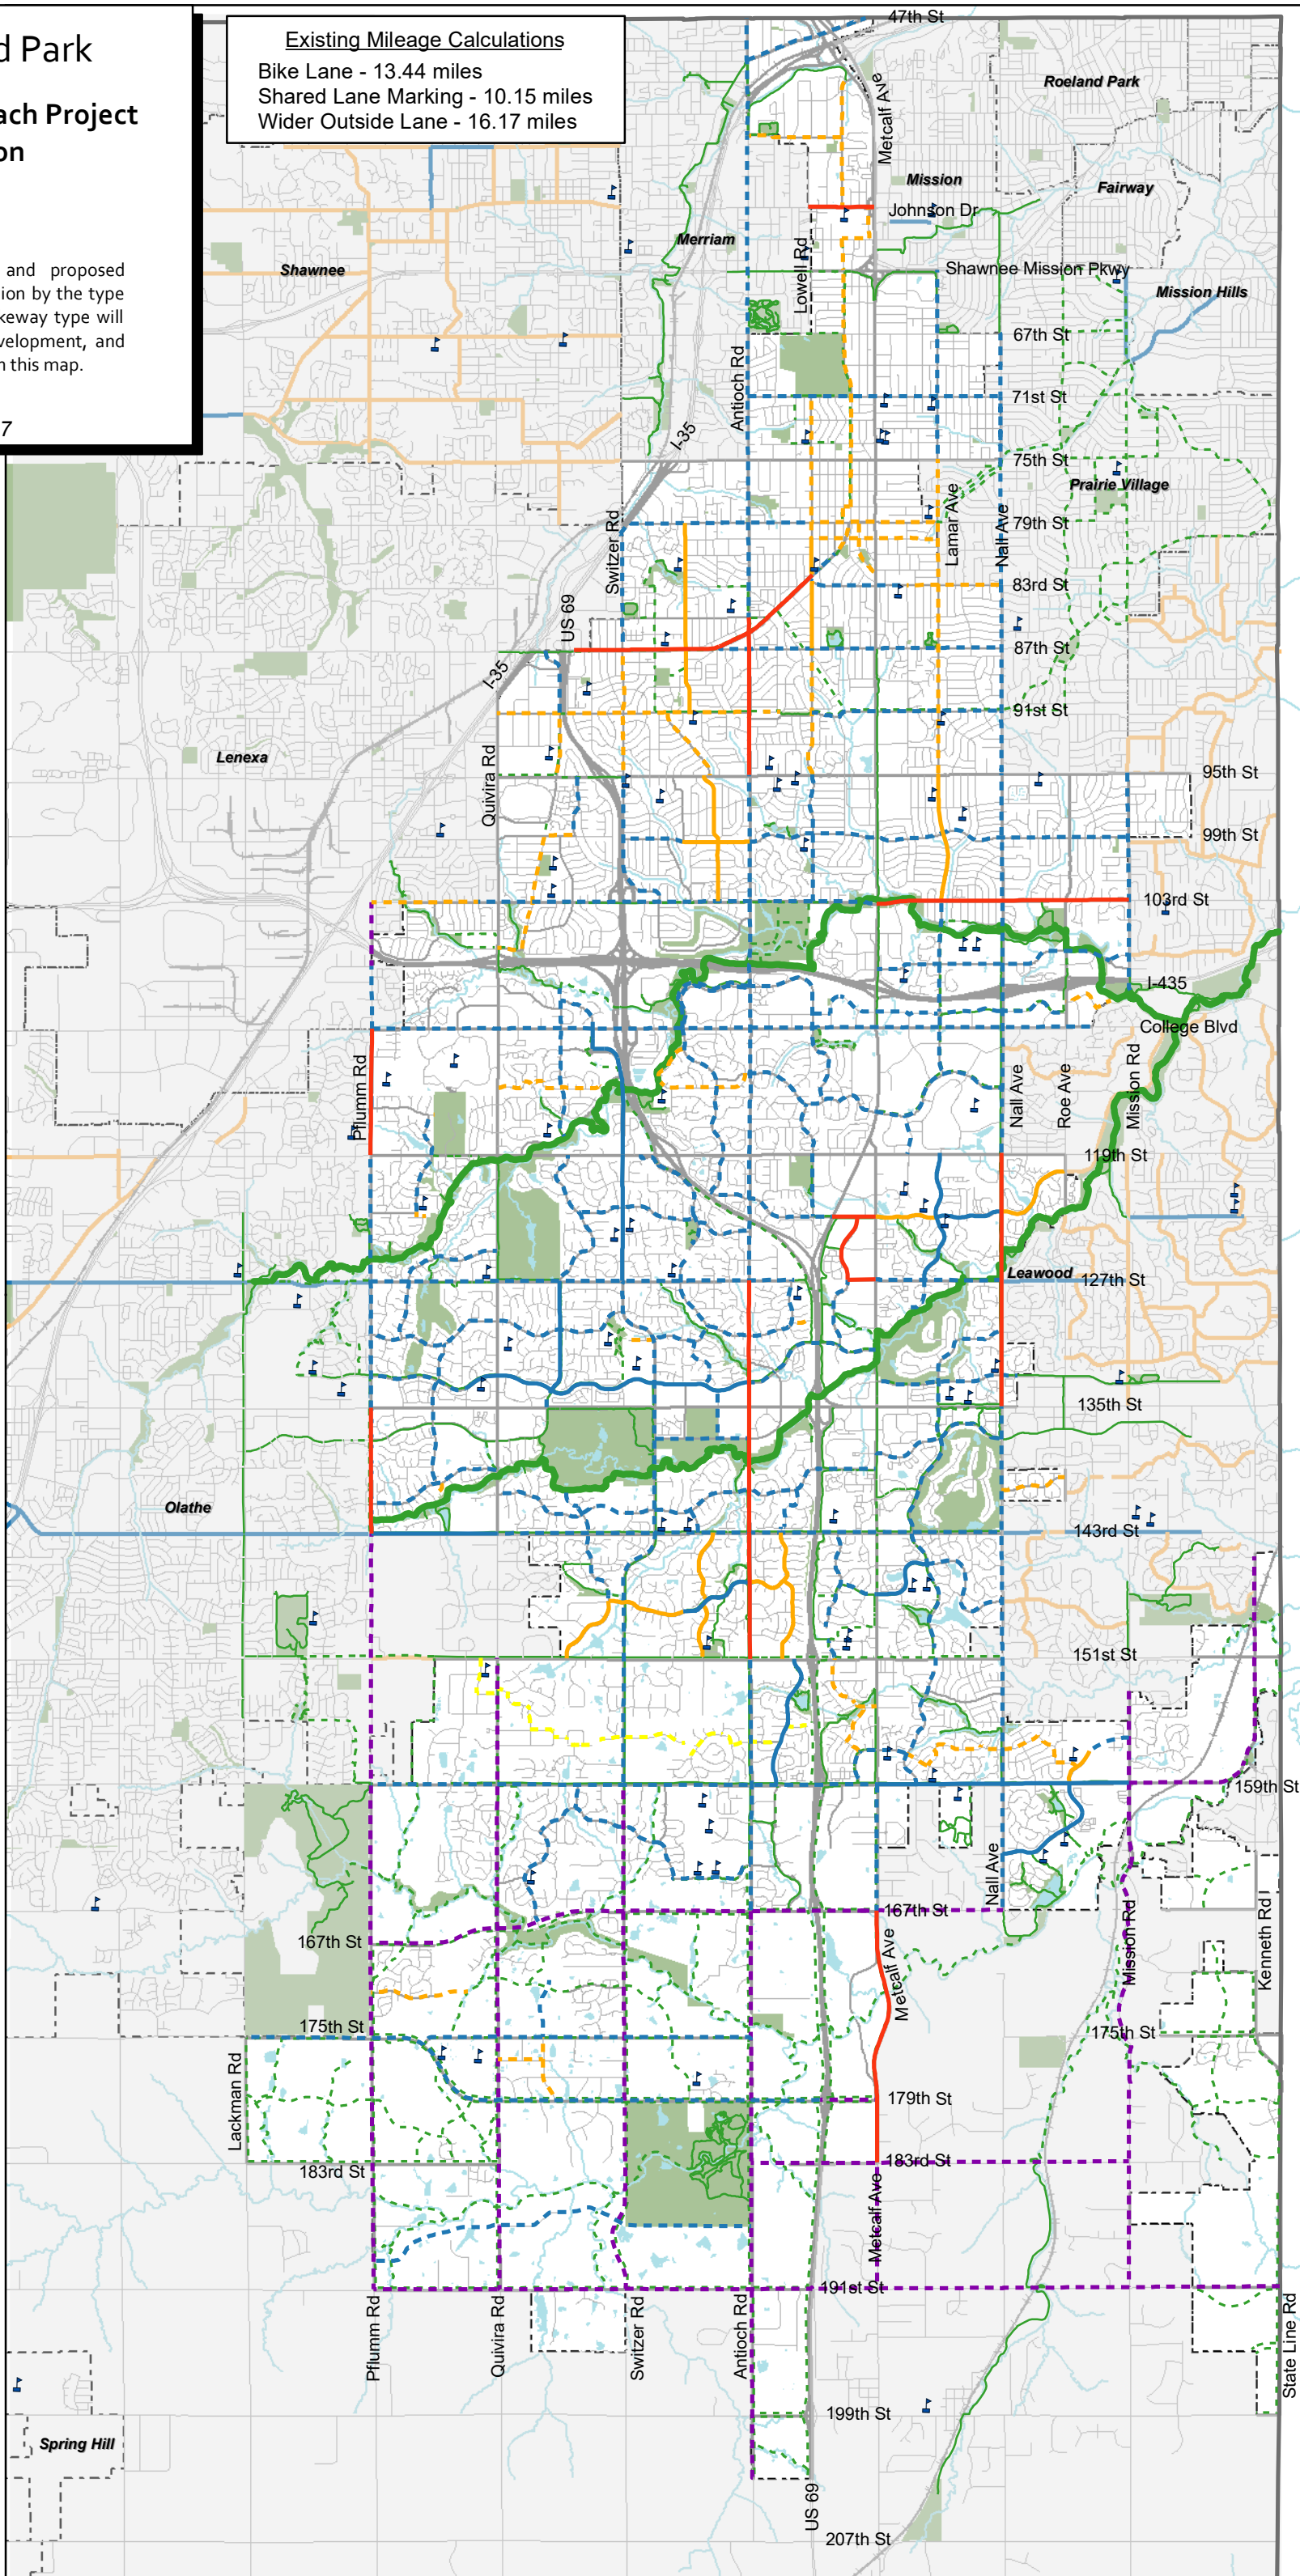 d Park
ach Project
on
and proposed
ion by the type
keway type will
velopment, and
this map.
7
Existing Mileage Calculations
Bike Lane - 13.44 miles
Shared Lane Marking - 10.15 miles
Wider Outside Lane - 16.17 miles
47th St
Roeland Park
Metcalf Ave
Mission
Fairway
Johnson Dr
Merriam
Lowell Rd
Shawnee
Shawnee Mission Pkwy
Mission Hills
67th St
Antioch Rd
71st St
I-35
75th St
Prairie Village
Lamar Ave
Nall Ave
79th St
Switzer Rd
83rd St
US 69
87th St
I-35
91st St
Lenexa
Quivira Rd
95th St
99th St
103rd St
I-435
College Blvd
Pflumm Rd
Nall Ave
Roe Ave
Mission Rd
119th St
Leawood
127th St
135th St
Olathe
143rd St
151st St
159th St
Nall Ave
167th St
167th St
Metcalf Ave
Mission Rd
Kenneth Rd
175th St
175th St
Lackman Rd
179th St
183rd St
183rd St
Metcalf Ave
191st St
Pflumm Rd
Quivira Rd
Switzer Rd
Antioch Rd
State Line Rd
199th St
Spring Hill
US 69
207th St